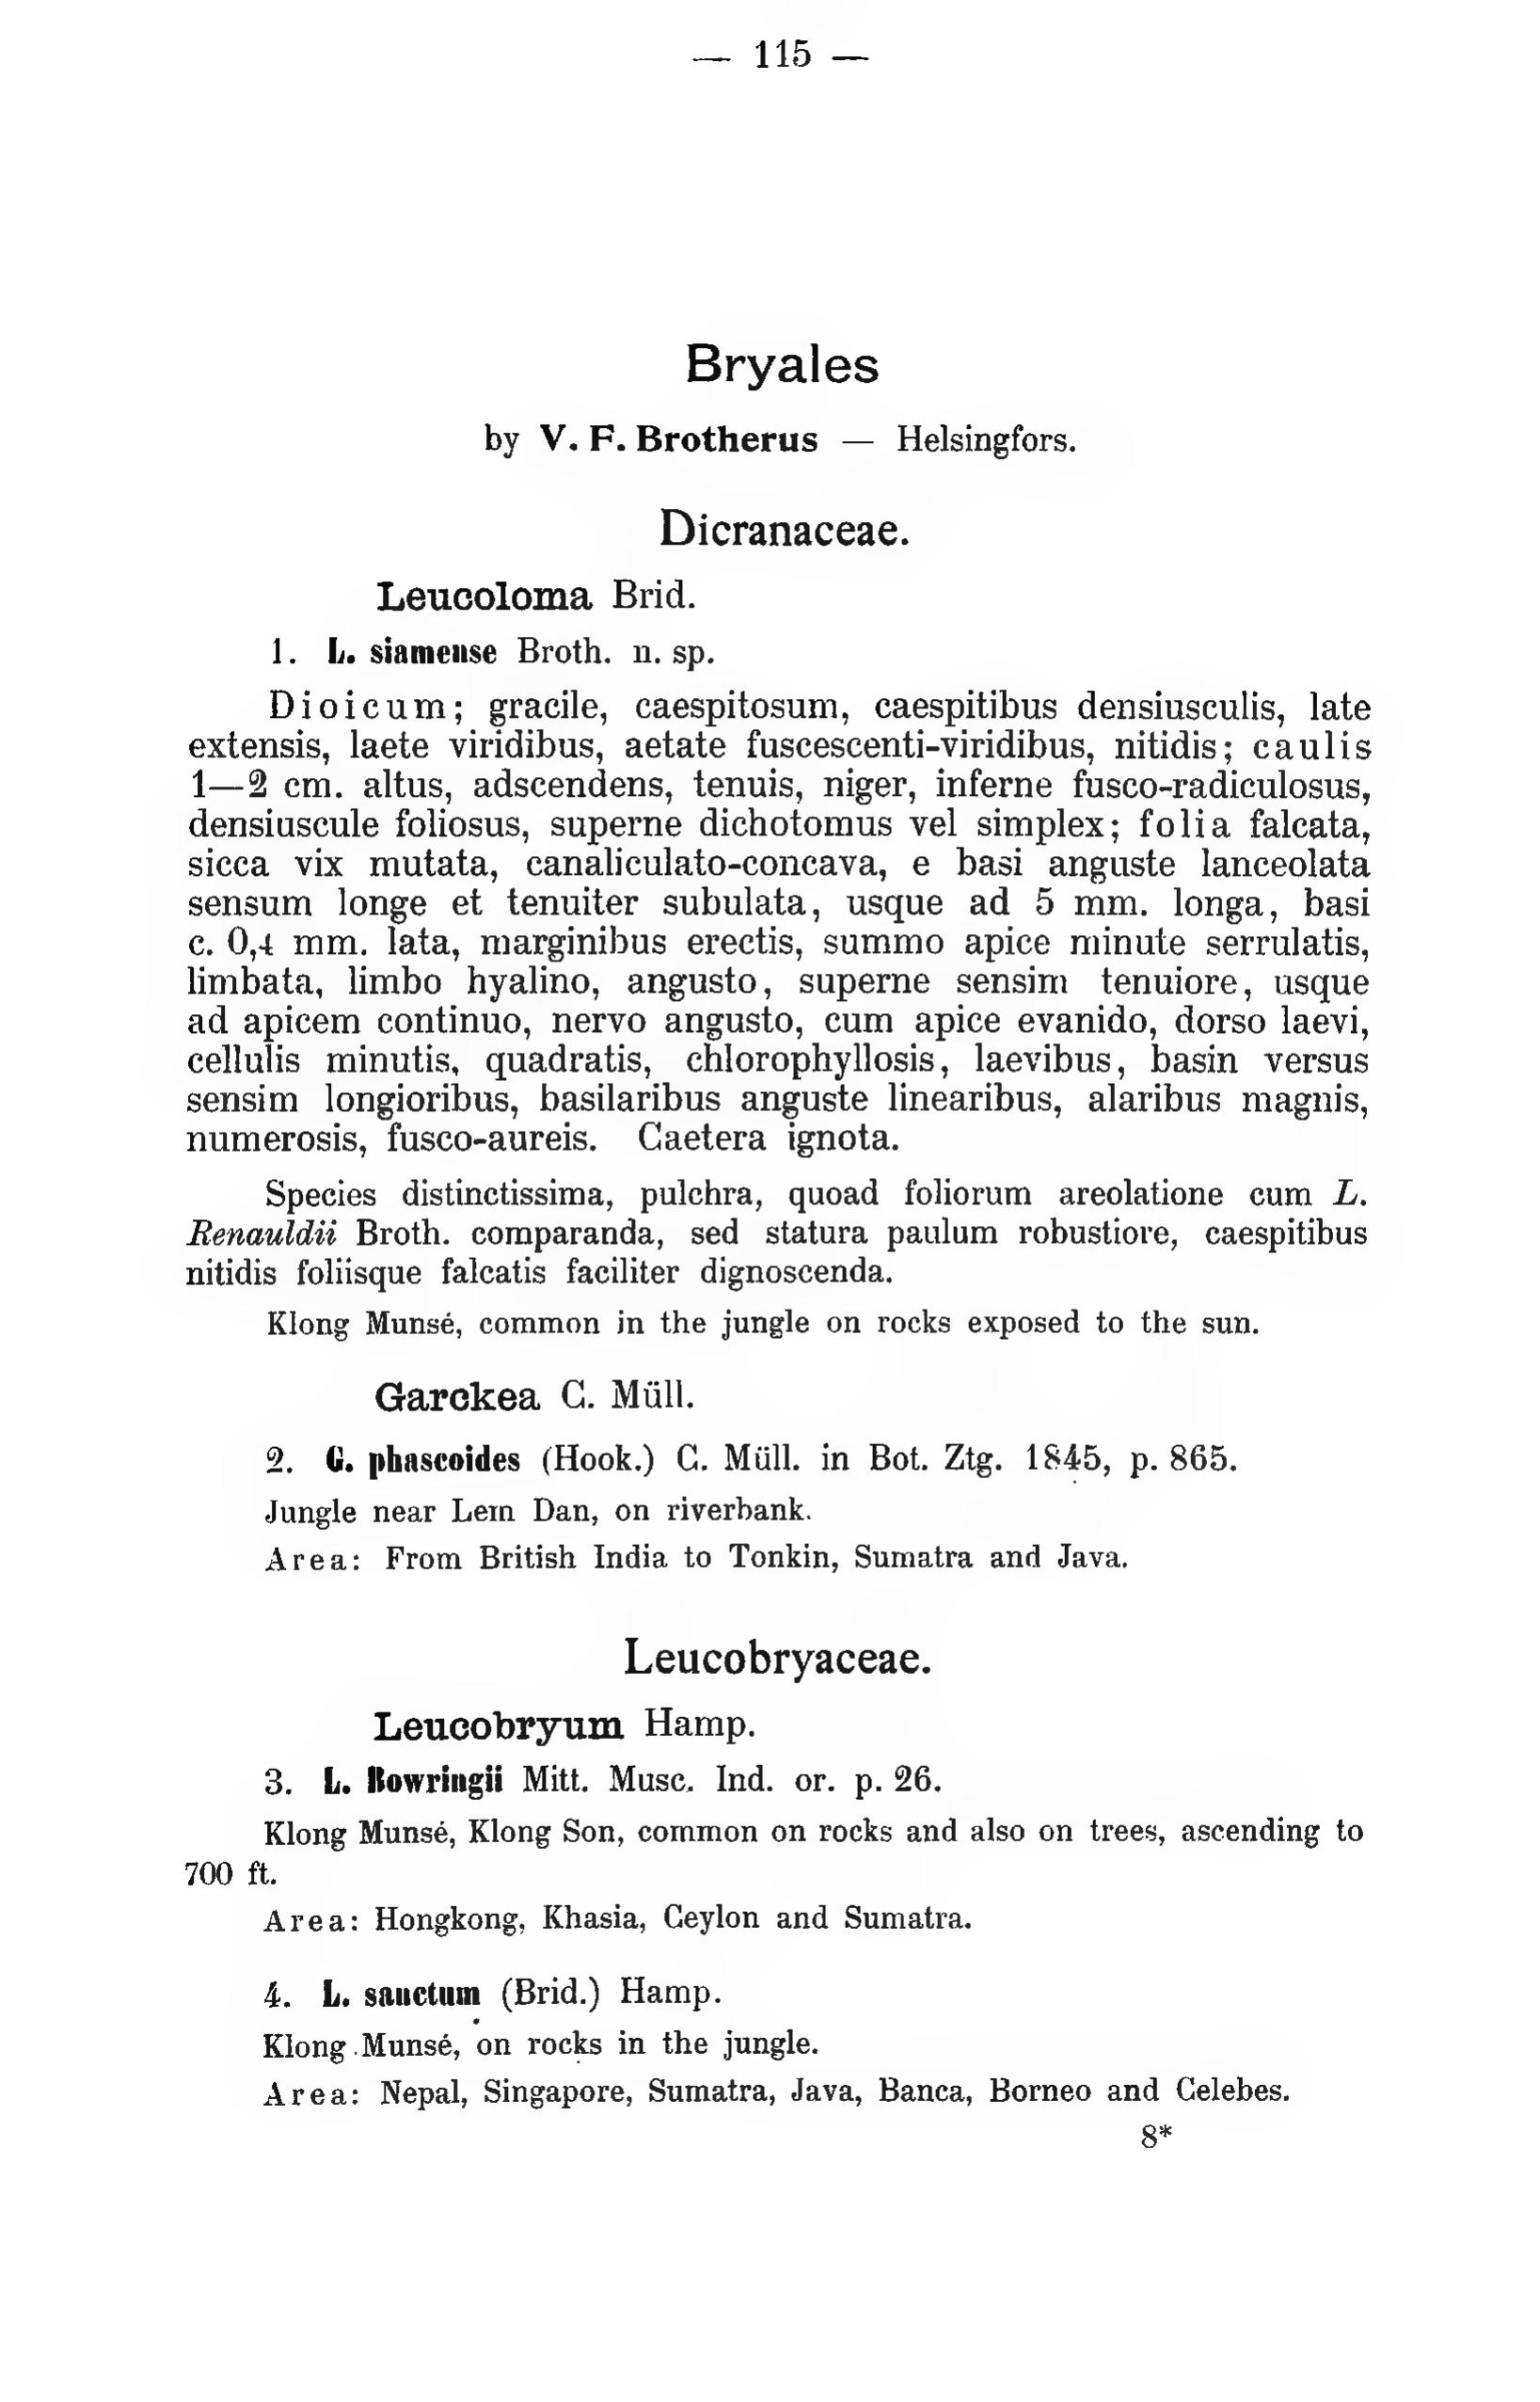 — 115 —
Bryales
by V. F. Brotherus — Helsingfors.
Dicranaceae.
Leucoloma Brid.
1. L. siamense Broth. n. sp.
Dioicum; gracile, caespitosum, caespitibus densiusculis, late
extensis, laete viridibus, aetate fuscescenti-viridibus, nitidis; caulis
1—2 cm. altus, adscendens, tenuis, niger, inferne fusco-radiculosus,
densiuscule foliosus, superne dichotomus vel simplex; folia falcata,
sicca vix mutata, canaliculato-concava, e basi anguste lanceolata
sensum longe et tenuiter subulata, usque ad 5 mm. longa, basi
c. 0,4 mm. lata, marginibus erectis, summo apice minute serrulatis,
limbata, limbo hyalino, angusto, superne sensim tenuiore, usque
ad apicem continuo, nervo angusto, cum apice evanido, dorso laevi,
cellulis minutis, quadratis, chlorophyllosis, laevibus, basin versus
sensim longioribus, basilaribus anguste linearibus, alaribus magnis,
numerosis, fusco-aureis. Caetera ignota.
Species distinctissima, pulchra, quoad foliorum areolatione cum L.
Renauldii Broth. comparanda, sed statura paulum robustiore, caespitibus
nitidis foliisque falcatis faciliter dignoscenda.
Klong Munsé, common in the jungle on rocks exposed to the sun.
Garckea C. Müll.
2. G. phascoides (Hook.) C. Müll. in Bot. Ztg. 1845, p. 865.
Jungle near Lem Dan, on riverbank.
Area: From British India to Tonkin, Sumatra and Java.
Leucobryaceae.
Leucobryum Hamp.
3. L. Bowringii Mitt. Musc. Ind. or. p. 26.
Klong Munsé, Klong Son, common on rocks and also on trees, ascending to
700 ft.
Area: Hongkong, Khasia, Ceylon and Sumatra.
4. L. sanctum (Brid.) Hamp.
Klong Munsé, on rocks in the jungle.
Area: Nepal, Singapore, Sumatra, Java, Banca, Borneo and Celebes.
8*